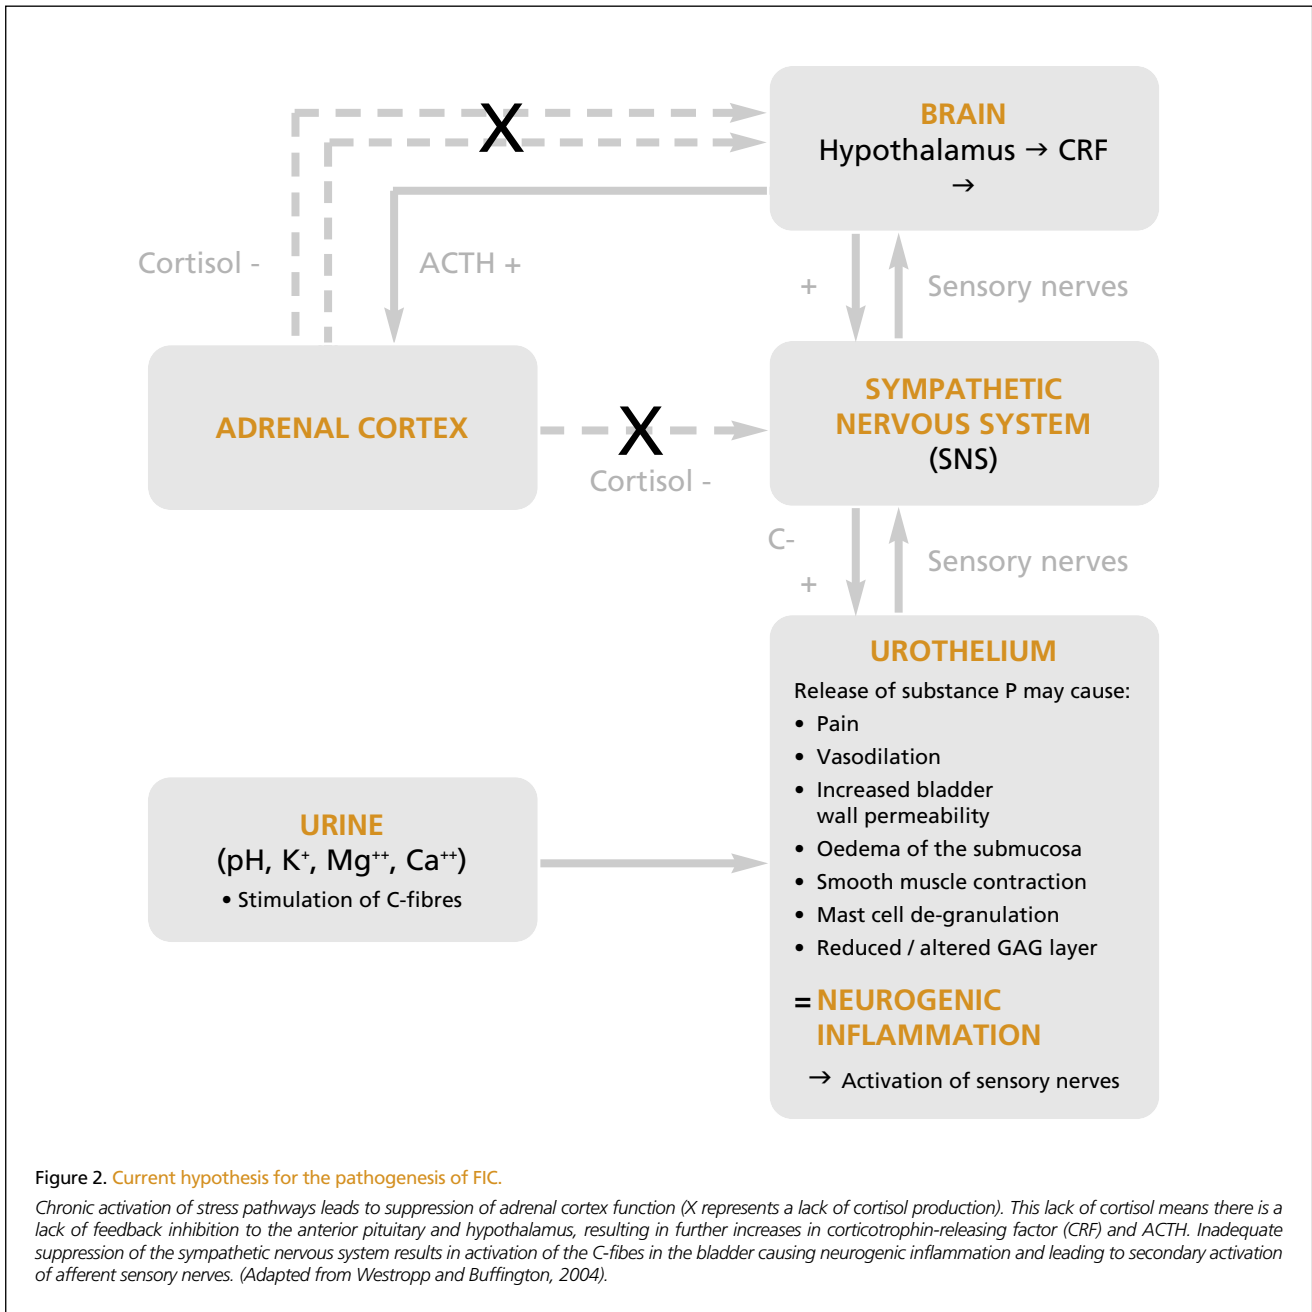 BRAIN
Hypothalamus → CRF
→
X
Cortisol -
ACTH +
+
Sensory nerves
ADRENAL CORTEX
X
Cortisol -
SYMPATHETIC
NERVOUS SYSTEM
(SNS)
C-
+
Sensory nerves
UROTHELIUM
Release of substance P may cause:
• Pain
• Vasodilation
• Increased bladder
wall permeability
• Oedema of the submucosa
• Smooth muscle contraction
• Mast cell de-granulation
• Reduced / altered GAG layer
= NEUROGENIC
INFLAMMATION
→ Activation of sensory nerves
URINE
(pH, K⁺, Mg⁺⁺, Ca⁺⁺)
• Stimulation of C-fibres
Figure 2. Current hypothesis for the pathogenesis of FIC.
Chronic activation of stress pathways leads to suppression of adrenal cortex function (X represents a lack of cortisol production). This lack of cortisol means there is a
lack of feedback inhibition to the anterior pituitary and hypothalamus, resulting in further increases in corticotrophin-releasing factor (CRF) and ACTH. Inadequate
suppression of the sympathetic nervous system results in activation of the C-fibes in the bladder causing neurogenic inflammation and leading to secondary activation
of afferent sensory nerves. (Adapted from Westropp and Buffington, 2004).